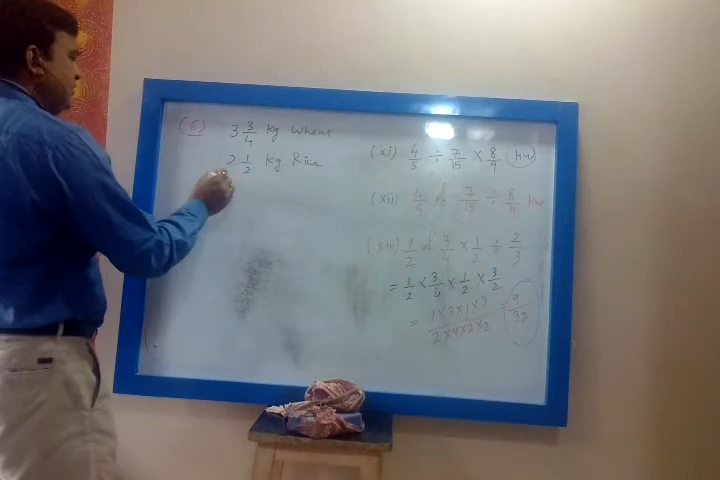 (6) 3 3/4 Kg Wheat
2 1/2 Kg Rice
(xi) 4/5 ÷ 7/15 × 8/9 HW
(xii) 4/5 of 7/15 ÷ 8/9 HW
(xiii) 1/2 of 3/4 × 1/2 ÷ 2/3
= 1/2 × 3/4 × 1/2 × 3/2
= 1×3×1×3/2×4×2×2 = 9/32